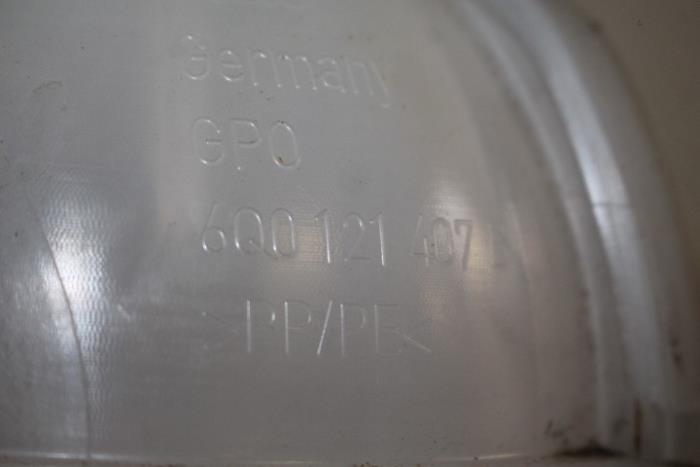 Germany
GPO
6Q0 121 407
>PP/PE<